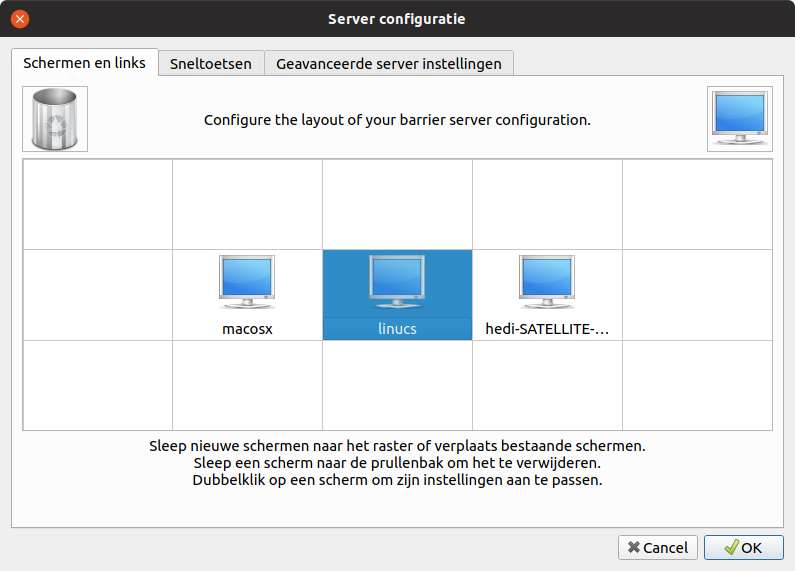 Server configuratie
Schermen en links
Sneltoetsen
Geavanceerde server instellingen
Configure the layout of your barrier server configuration.
macosx
linucs
hedi-SATELLITE-...
Sleep nieuwe schermen naar het raster of verplaats bestaande schermen.
Sleep een scherm naar de prullenbak om het te verwijderen.
Dubbelklik op een scherm om zijn instellingen aan te passen.
Cancel
OK